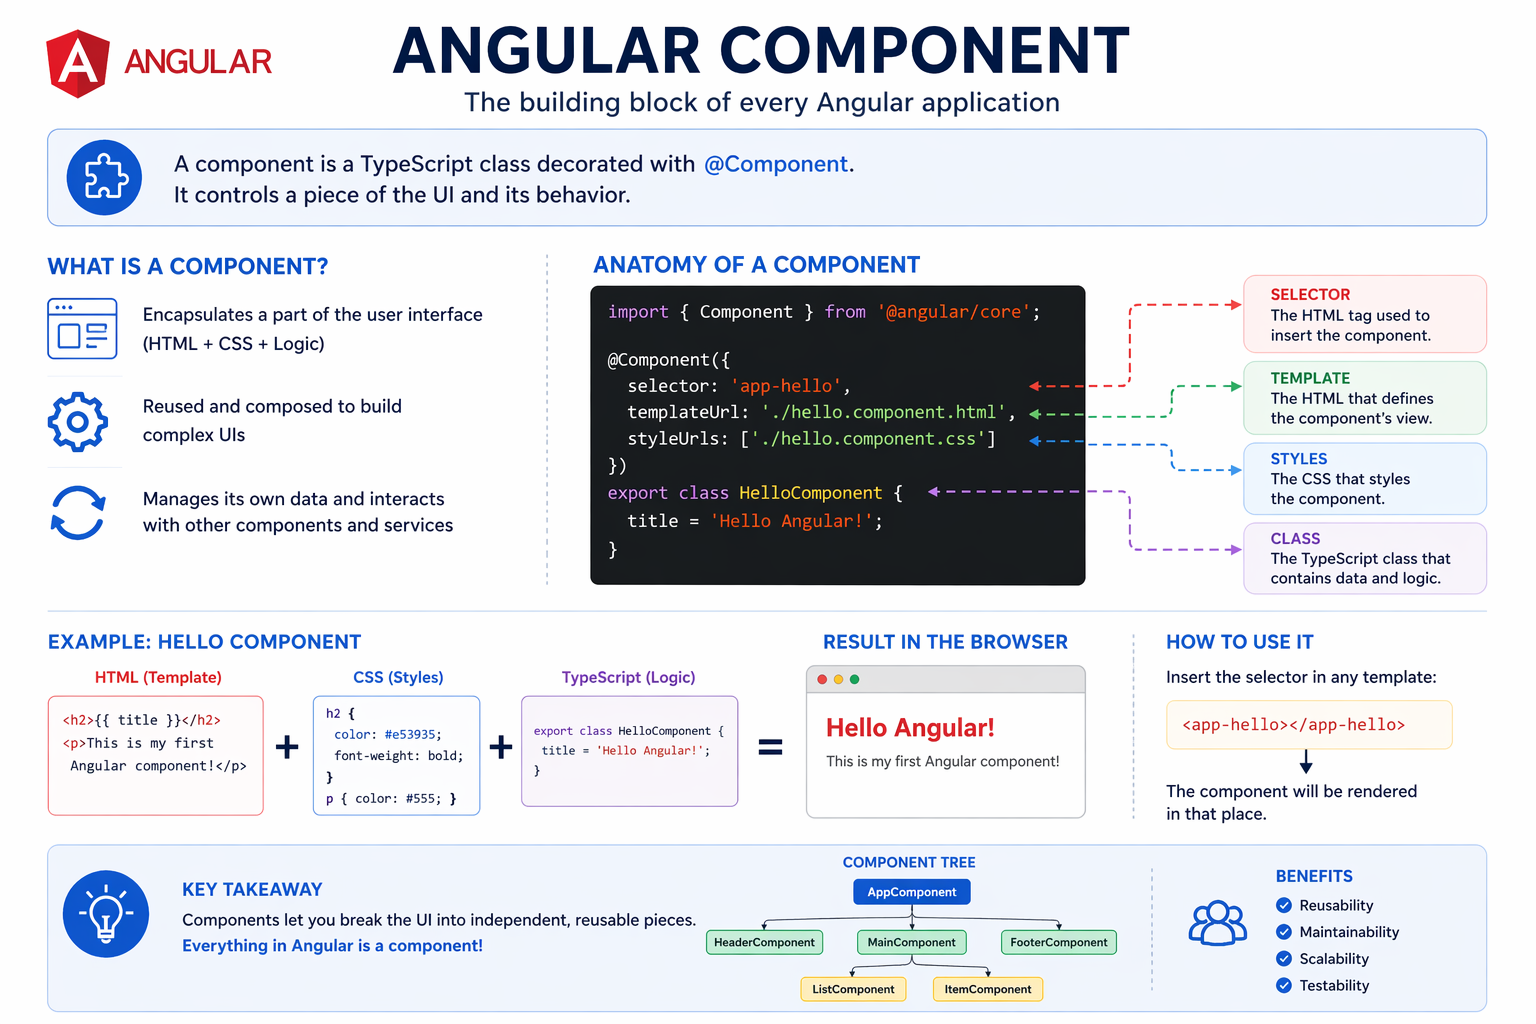 ANGULAR
ANGULAR COMPONENT
The building block of every Angular application
A component is a TypeScript class decorated with @Component.
It controls a piece of the UI and its behavior.
WHAT IS A COMPONENT?
Encapsulates a part of the user interface
(HTML + CSS + Logic)
Reused and composed to build
complex UIs
Manages its own data and interacts
with other components and services
ANATOMY OF A COMPONENT
import { Component } from '@angular/core';
@Component({
  selector: 'app-hello',
  templateUrl: './hello.component.html',
  styleUrls: ['./hello.component.css']
})
export class HelloComponent {
  title = 'Hello Angular!';
}
SELECTOR
The HTML tag used to
insert the component.
TEMPLATE
The HTML that defines
the component's view.
STYLES
The CSS that styles
the component.
CLASS
The TypeScript class that
contains data and logic.
EXAMPLE: HELLO COMPONENT
HTML (Template)
<h2>{{ title }}</h2>
<p>This is my first
 Angular component!</p>
+
CSS (Styles)
h2 {
 color: #e53935;
 font-weight: bold;
}
p { color: #555; }
+
TypeScript (Logic)
export class HelloComponent {
 title = 'Hello Angular!';
}
=
RESULT IN THE BROWSER
Hello Angular!
This is my first Angular component!
HOW TO USE IT
Insert the selector in any template:
<app-hello></app-hello>
The component will be rendered
in that place.
KEY TAKEAWAY
Components let you break the UI into independent, reusable pieces.
Everything in Angular is a component!
COMPONENT TREE
AppComponent
HeaderComponent
MainComponent
FooterComponent
ListComponent
ItemComponent
BENEFITS
Reusability
Maintainability
Scalability
Testability